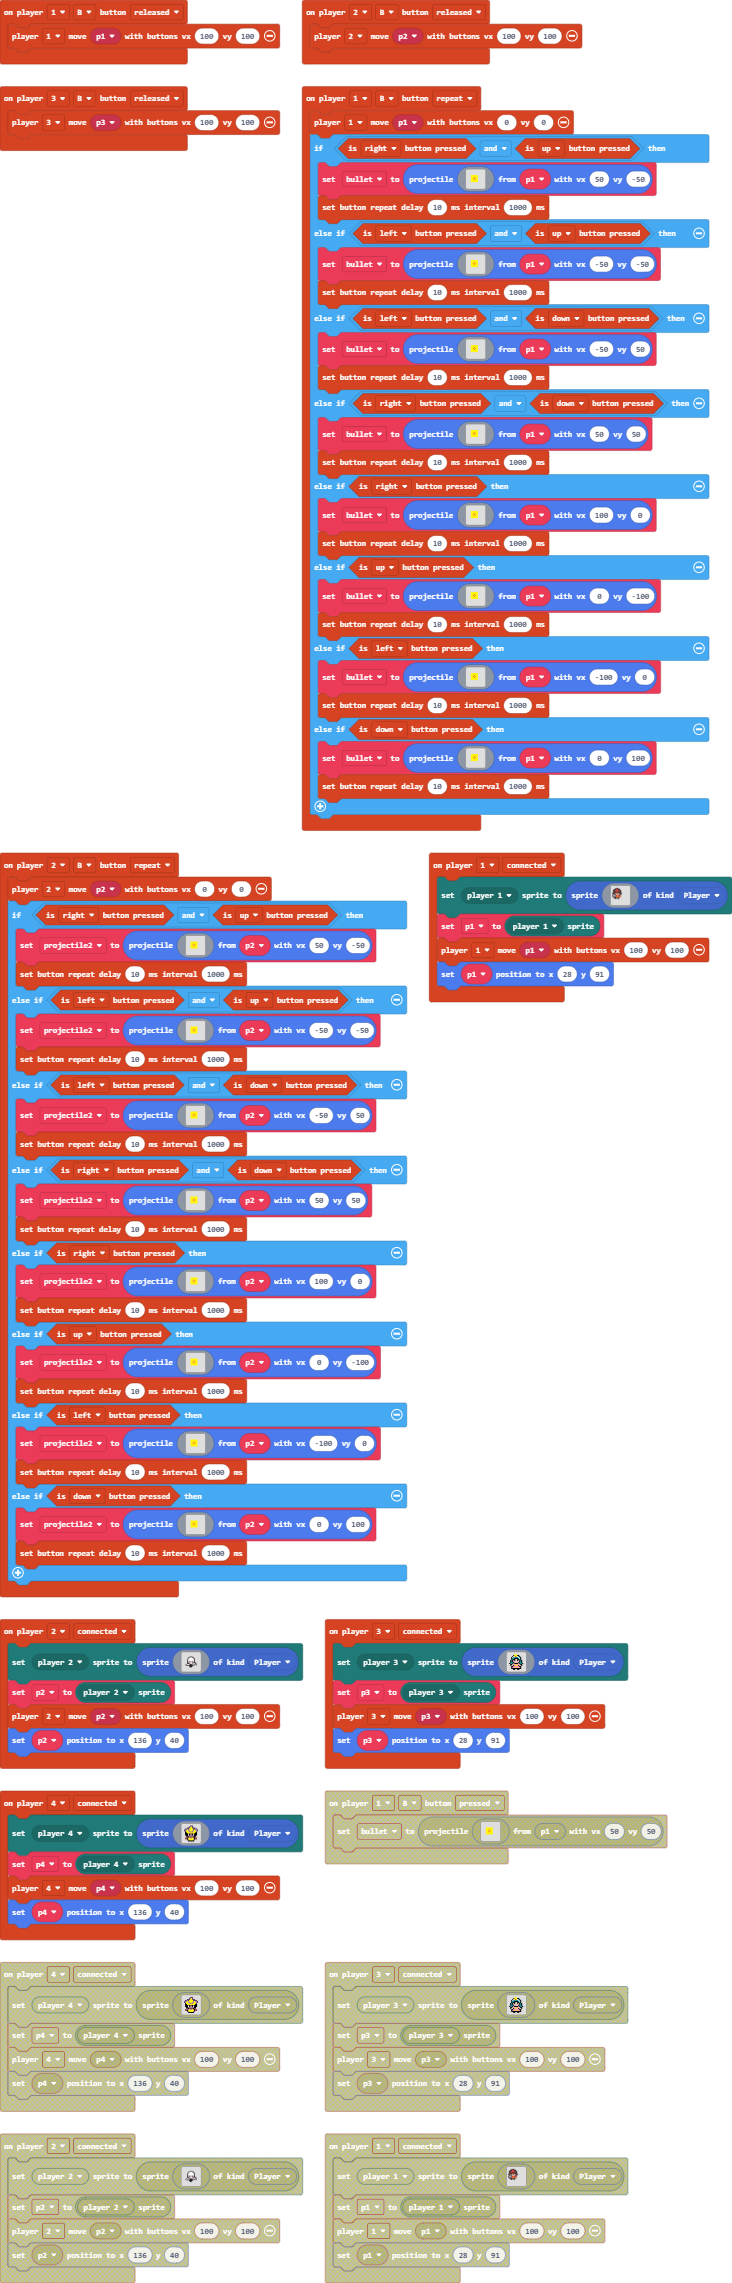 on player 1 B button released
player 1 move p1 with buttons vx 100 vy 100
on player 2 B button released
player 2 move p2 with buttons vx 100 vy 100
on player 3 B button released
player 3 move p3 with buttons vx 100 vy 100
on player 1 B button repeat
player 1 move p1 with buttons vx 0 vy 0
if is right button pressed and is up button pressed then
set bullet to projectile from p1 with vx 50 vy -50
set button repeat delay 10 ms interval 1000 ms
else if is left button pressed and is up button pressed then
set bullet to projectile from p1 with vx -50 vy -50
set button repeat delay 10 ms interval 1000 ms
else if is left button pressed and is down button pressed then
set bullet to projectile from p1 with vx -50 vy 50
set button repeat delay 10 ms interval 1000 ms
else if is right button pressed and is down button pressed then
set bullet to projectile from p1 with vx 50 vy 50
set button repeat delay 10 ms interval 1000 ms
else if is right button pressed then
set bullet to projectile from p1 with vx 100 vy 0
set button repeat delay 10 ms interval 1000 ms
else if is up button pressed then
set bullet to projectile from p1 with vx 0 vy -100
set button repeat delay 10 ms interval 1000 ms
else if is left button pressed then
set bullet to projectile from p1 with vx -100 vy 0
set button repeat delay 10 ms interval 1000 ms
else if is down button pressed then
set bullet to projectile from p1 with vx 0 vy 100
set button repeat delay 10 ms interval 1000 ms
on player 2 B button repeat
player 2 move p2 with buttons vx 0 vy 0
if is right button pressed and is up button pressed then
set projectile2 to projectile from p2 with vx 50 vy -50
set button repeat delay 10 ms interval 1000 ms
else if is left button pressed and is up button pressed then
set projectile2 to projectile from p2 with vx -50 vy -50
set button repeat delay 10 ms interval 1000 ms
else if is left button pressed and is down button pressed then
set projectile2 to projectile from p2 with vx -50 vy 50
set button repeat delay 10 ms interval 1000 ms
else if is right button pressed and is down button pressed then
set projectile2 to projectile from p2 with vx 50 vy 50
set button repeat delay 10 ms interval 1000 ms
else if is right button pressed then
set projectile2 to projectile from p2 with vx 100 vy 0
set button repeat delay 10 ms interval 1000 ms
else if is up button pressed then
set projectile2 to projectile from p2 with vx 0 vy -100
set button repeat delay 10 ms interval 1000 ms
else if is left button pressed then
set projectile2 to projectile from p2 with vx -100 vy 0
set button repeat delay 10 ms interval 1000 ms
else if is down button pressed then
set projectile2 to projectile from p2 with vx 0 vy 100
set button repeat delay 10 ms interval 1000 ms
on player 1 connected
set player 1 sprite to sprite of kind Player
set p1 to player 1 sprite
player 1 move p1 with buttons vx 100 vy 100
set p1 position to x 28 y 91
on player 2 connected
set player 2 sprite to sprite of kind Player
set p2 to player 2 sprite
player 2 move p2 with buttons vx 100 vy 100
set p2 position to x 136 y 40
on player 3 connected
set player 3 sprite to sprite of kind Player
set p3 to player 3 sprite
player 3 move p3 with buttons vx 100 vy 100
set p3 position to x 28 y 91
on player 4 connected
set player 4 sprite to sprite of kind Player
set p4 to player 4 sprite
player 4 move p4 with buttons vx 100 vy 100
set p4 position to x 136 y 40
on player 1 B button pressed
set bullet to projectile from p1 with vx 50 vy 50
on player 4 connected
set player 4 sprite to sprite of kind Player
set p4 to player 4 sprite
player 4 move p4 with buttons vx 100 vy 100
set p4 position to x 136 y 40
on player 3 connected
set player 3 sprite to sprite of kind Player
set p3 to player 3 sprite
player 3 move p3 with buttons vx 100 vy 100
set p3 position to x 28 y 91
on player 2 connected
set player 2 sprite to sprite of kind Player
set p2 to player 2 sprite
player 2 move p2 with buttons vx 100 vy 100
set p2 position to x 136 y 40
on player 1 connected
set player 1 sprite to sprite of kind Player
set p1 to player 1 sprite
player 1 move p1 with buttons vx 100 vy 100
set p1 position to x 28 y 91